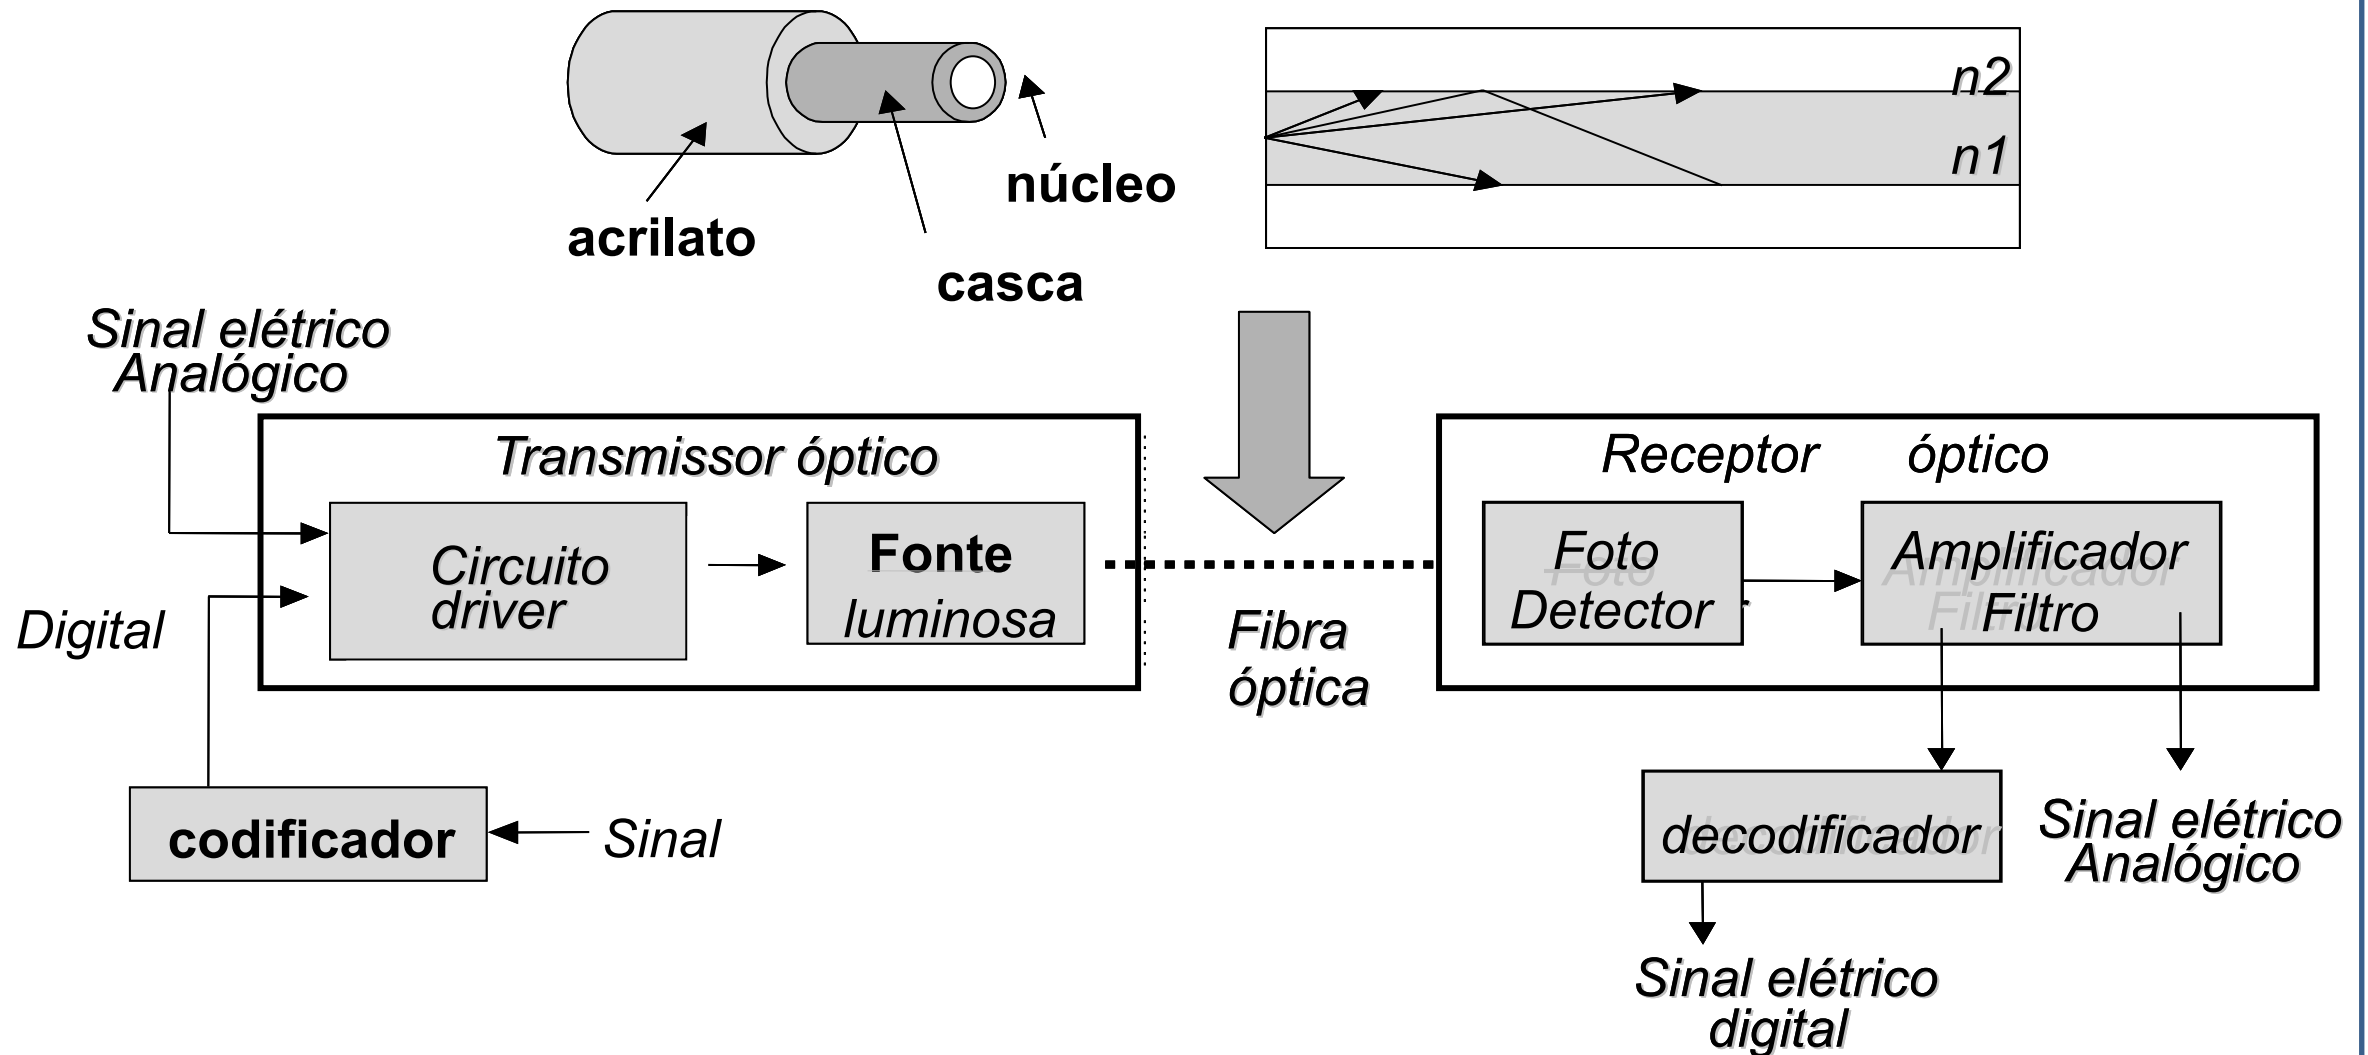 n2
n1
núcleo
acrilato
casca
Sinal elétrico
Analógico
Transmissor óptico
Receptor óptico
Circuito
driver
Fonte
luminosa
Foto
Detector
Amplificador
Filtro
Digital
Fibra
óptica
codificador
Sinal
decodificador
Sinal elétrico
Analógico
Sinal elétrico
digital